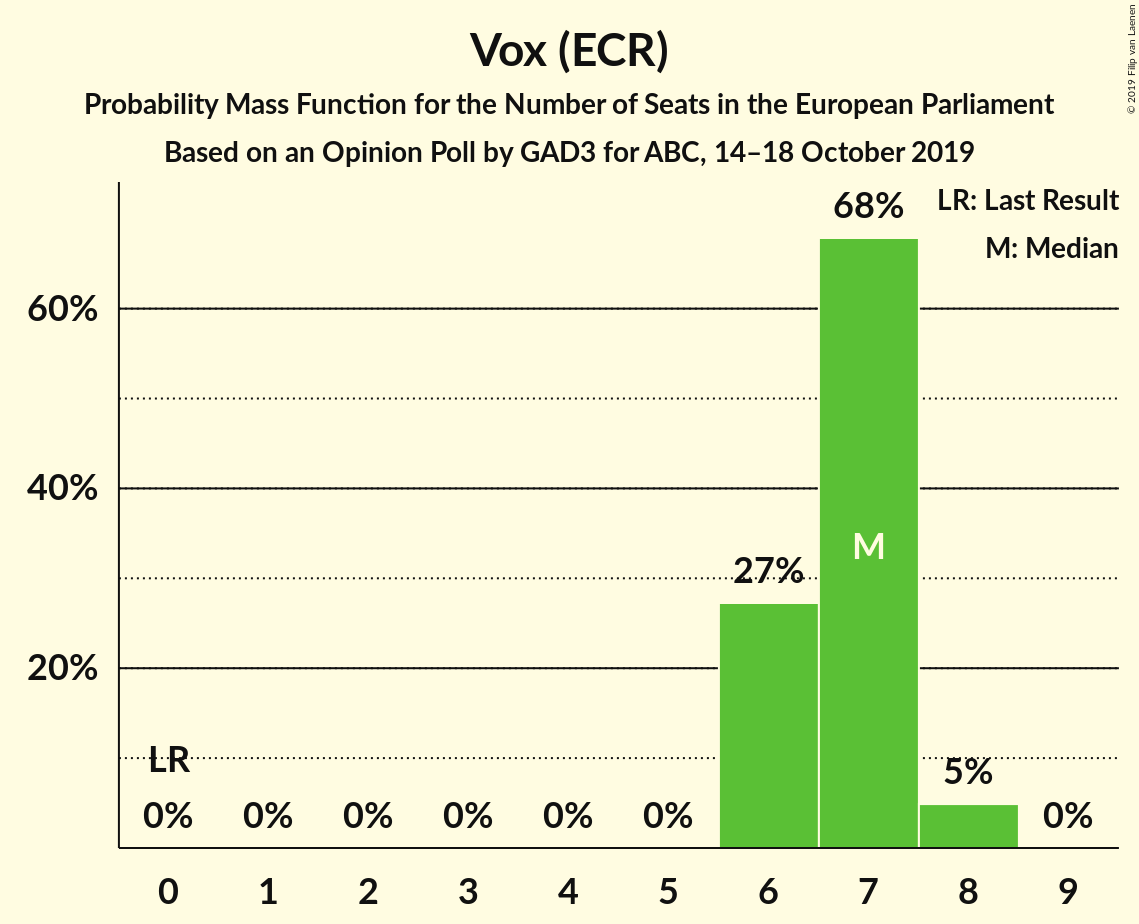 Vox (ECR)
Probability Mass Function for the Number of Seats in the European Parliament
Based on an Opinion Poll by GAD3 for ABC, 14–18 October 2019
© 2019 Filip van Laenen
LR: Last Result
M: Median
68%
60%
40%
M
27%
20%
LR
5%
0% 0% 0% 0% 0% 0% 0%
0 1 2 3 4 5 6 7 8 9